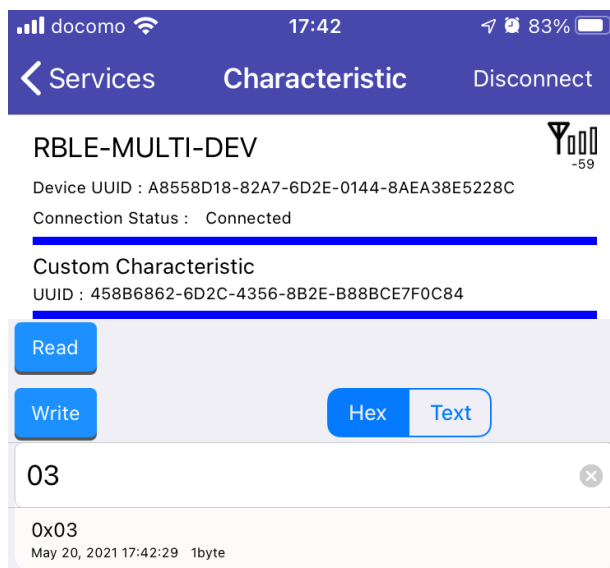 docomo 17:42 83%
Services Characteristic Disconnect
RBLE-MULTI-DEV
-59
Device UUID : A8558D18-82A7-6D2E-0144-8AEA38E5228C
Connection Status : Connected
Custom Characteristic
UUID : 458B6862-6D2C-4356-8B2E-B88BCE7F0C84
Read
Write Hex Text
03
0x03
May 20, 2021 17:42:29 1byte